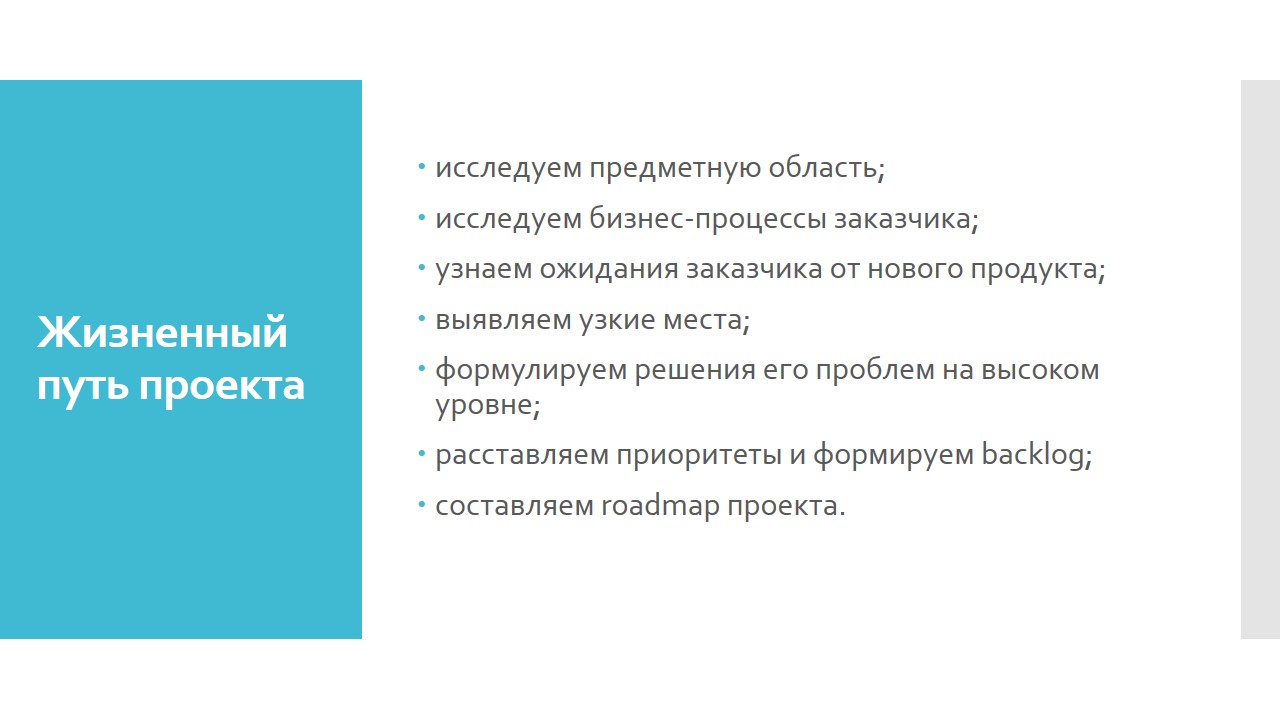 Жизненный
путь проекта
• исследуем предметную область;
• исследуем бизнес-процессы заказчика;
• узнаем ожидания заказчика от нового продукта;
• выявляем узкие места;
• формулируем решения его проблем на высоком
уровне;
• расставляем приоритеты и формируем backlog;
• составляем roadmap проекта.